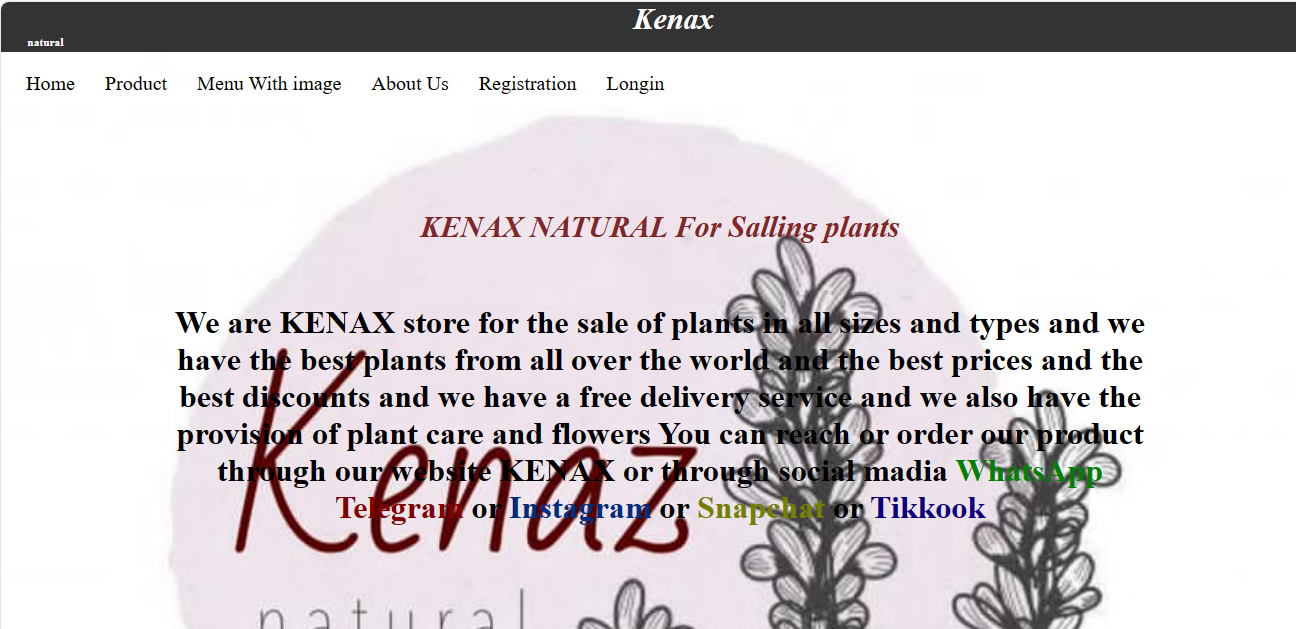 Kenax
natural
Home Product Menu With image About Us Registration Longin
KENAX NATURAL For Salling plants
We are KENAX store for the sale of plants in all sizes and types and we
have the best plants from all over the world and the best prices and the
best discounts and we have a free delivery service and we also have the
provision of plant care and flowers You can reach or order our product
through our website KENAX or through social madia WhatsApp
Telegram or Instagram or Snapchat or Tikkook
Kenaz
natural